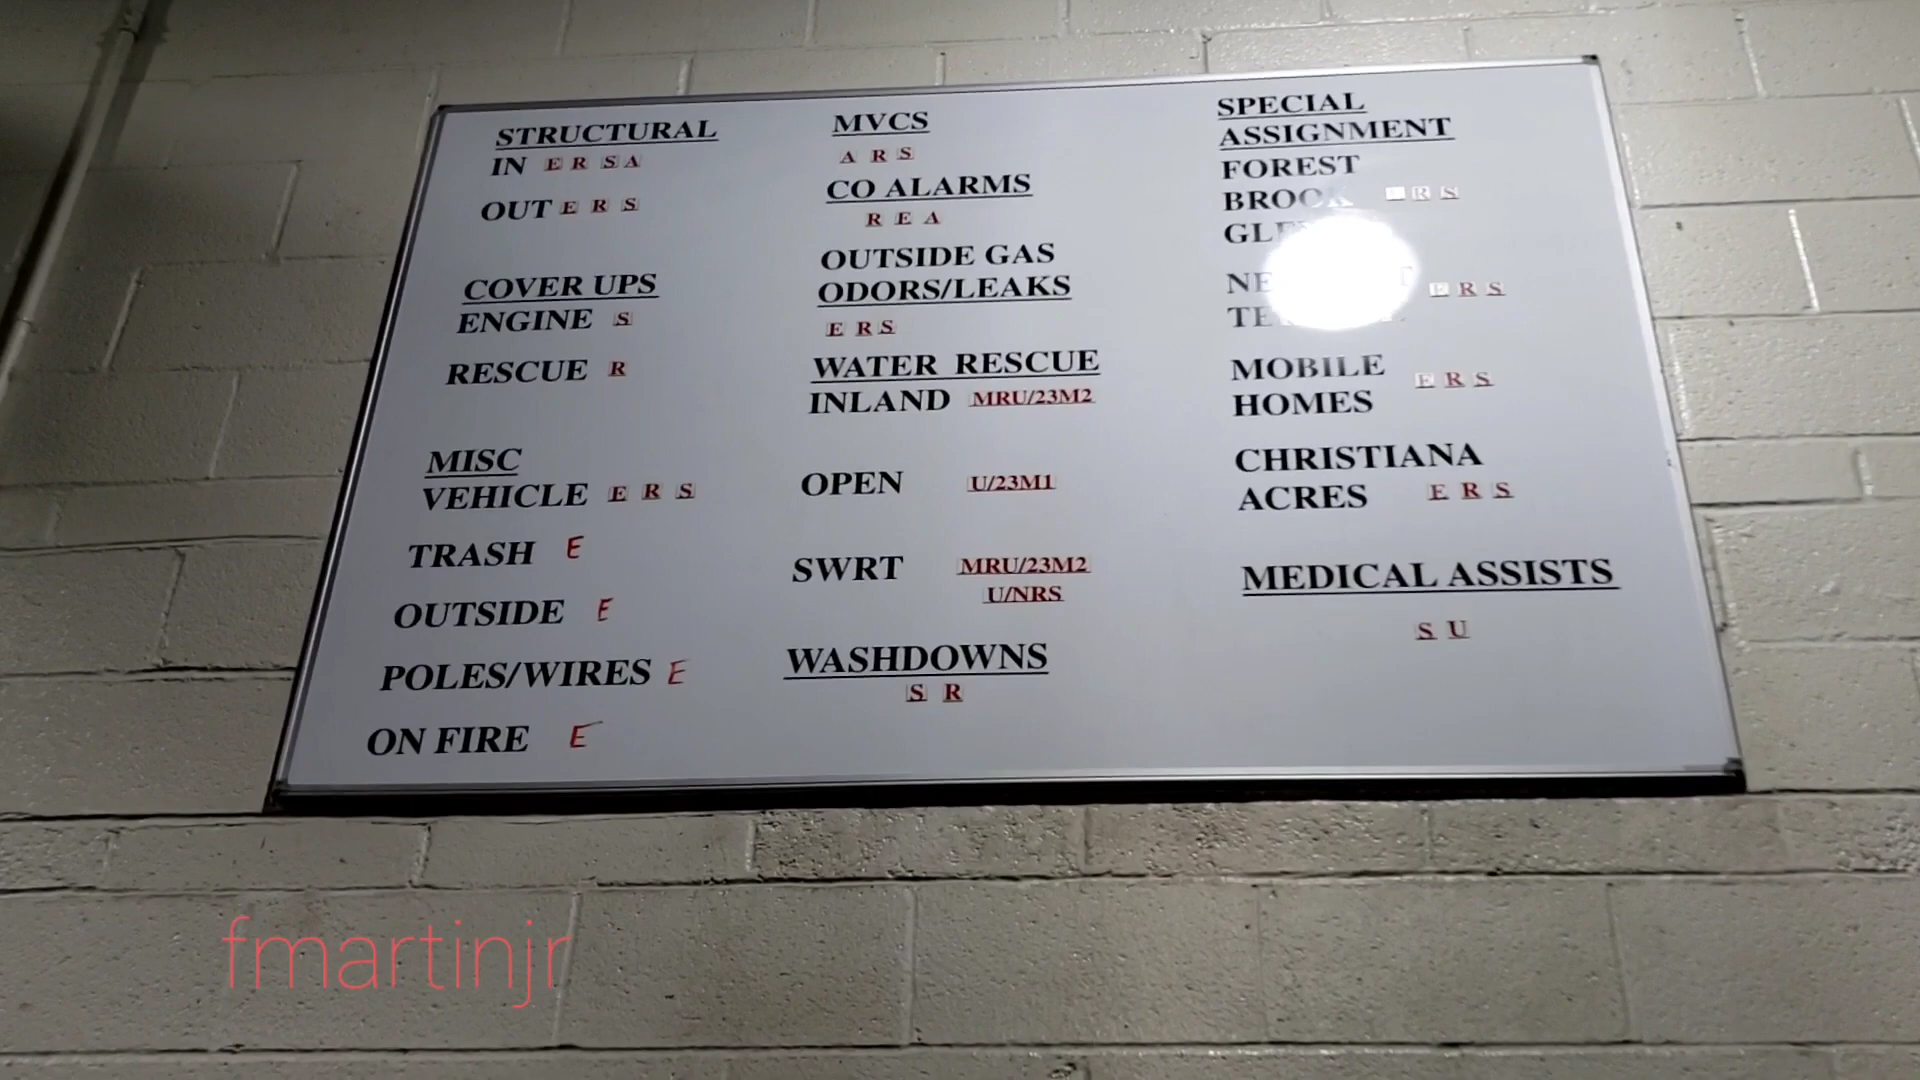 STRUCTURAL
IN E R S A
OUT E R S
COVER UPS
ENGINE S
RESCUE R
MISC
VEHICLE E R S
TRASH E
OUTSIDE E
POLES/WIRES E
ON FIRE E
MVCS
A R S
CO ALARMS
R E A
OUTSIDE GAS
ODORS/LEAKS
E R S
WATER RESCUE
INLAND MRU/23M2
OPEN U/23M1
SWRT MRU/23M2
U/NRS
WASHDOWNS
S R
SPECIAL
ASSIGNMENT
FOREST
BROOK R S
E R S
MOBILE
E R S
HOMES
CHRISTIANA
ACRES E R S
MEDICAL ASSISTS
S U
fmartinjr